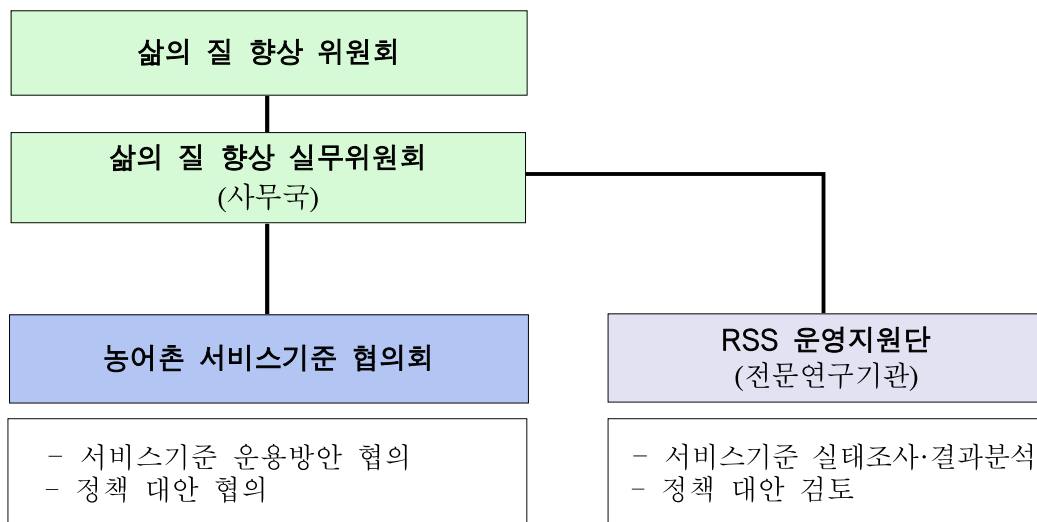 삶의 질 향상 위원회
삶의 질 향상 실무위원회
(사무국)
농어촌 서비스기준 협의회
- 서비스기준 운용방안 협의
- 정책 대안 협의
RSS 운영지원단
(전문연구기관)
- 서비스기준 실태조사·결과분석
- 정책 대안 검토